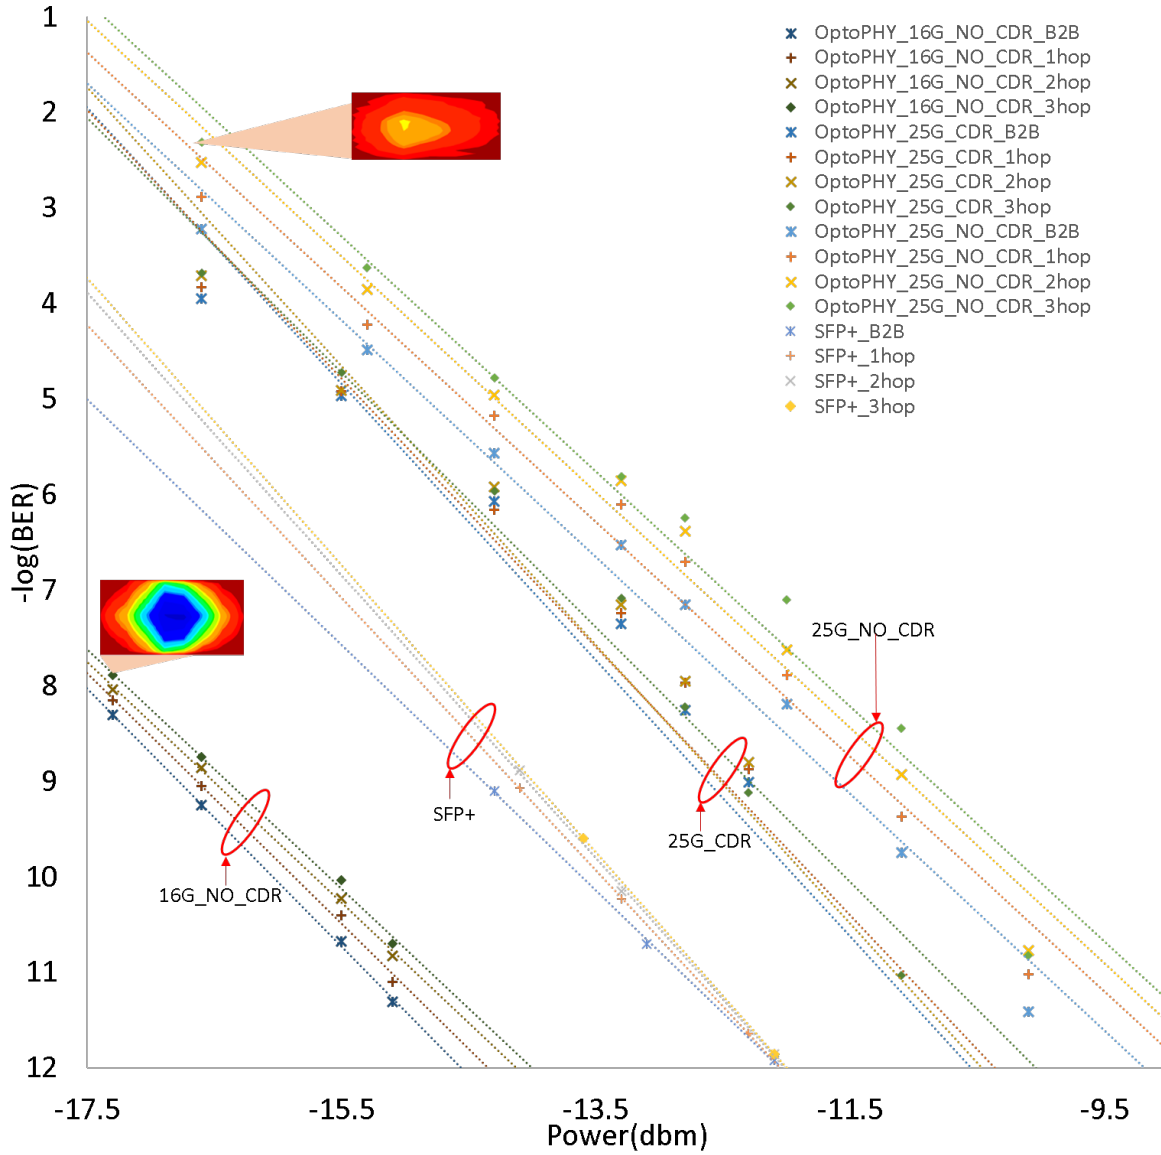 1
2
3
4
5
6
7
8
9
10
11
12
-log(BER)
-17.5
-15.5
-13.5
-11.5
-9.5
Power(dbm)
OptoPHY_16G_NO_CDR_B2B
OptoPHY_16G_NO_CDR_1hop
OptoPHY_16G_NO_CDR_2hop
OptoPHY_16G_NO_CDR_3hop
OptoPHY_25G_CDR_B2B
OptoPHY_25G_CDR_1hop
OptoPHY_25G_CDR_2hop
OptoPHY_25G_CDR_3hop
OptoPHY_25G_NO_CDR_B2B
OptoPHY_25G_NO_CDR_1hop
OptoPHY_25G_NO_CDR_2hop
OptoPHY_25G_NO_CDR_3hop
SFP+_B2B
SFP+_1hop
SFP+_2hop
SFP+_3hop
25G_NO_CDR
SFP+
25G_CDR
16G_NO_CDR